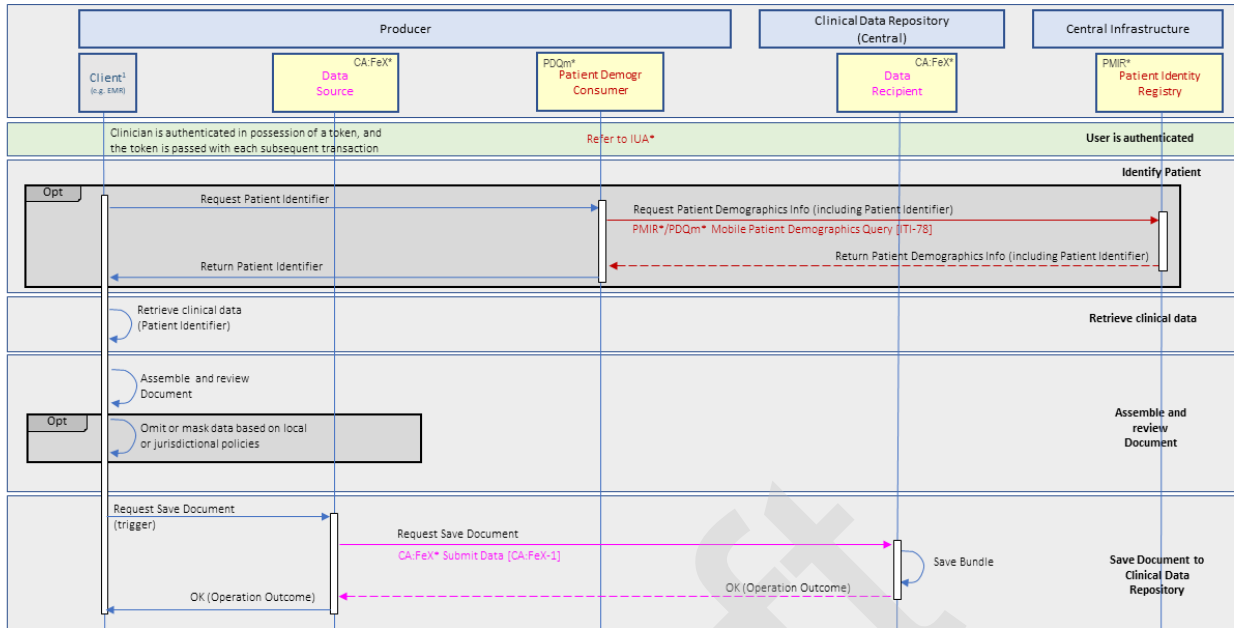 Producer
Clinical Data Repository
(Central)
Central Infrastructure
Client¹
(e.g. EMR)
CA:FeX*
Data
Source
PDQm*
Patient Demogr
Consumer
CA:FeX*
Data
Recipient
PMIR*
Patient Identity
Registry
Clinician is authenticated in possession of a token, and
the token is passed with each subsequent transaction
Refer to IUA*
User is authenticated
Identify Patient
Opt
Request Patient Identifier
Request Patient Demographics Info (including Patient Identifier)
PMIR*/PDQm* Mobile Patient Demographics Query [ITI-78]
Return Patient Demographics Info (including Patient Identifier)
Return Patient Identifier
Retrieve clinical data
(Patient Identifier)
Retrieve clinical data
Assemble and review
Document
Opt
Omit or mask data based on local
or jurisdictional policies
Assemble and
review
Document
Request Save Document
(trigger)
Request Save Document
CA:FeX* Submit Data [CA:FeX-1]
Save Bundle
OK (Operation Outcome)
OK (Operation Outcome)
Save Document to
Clinical Data
Repository